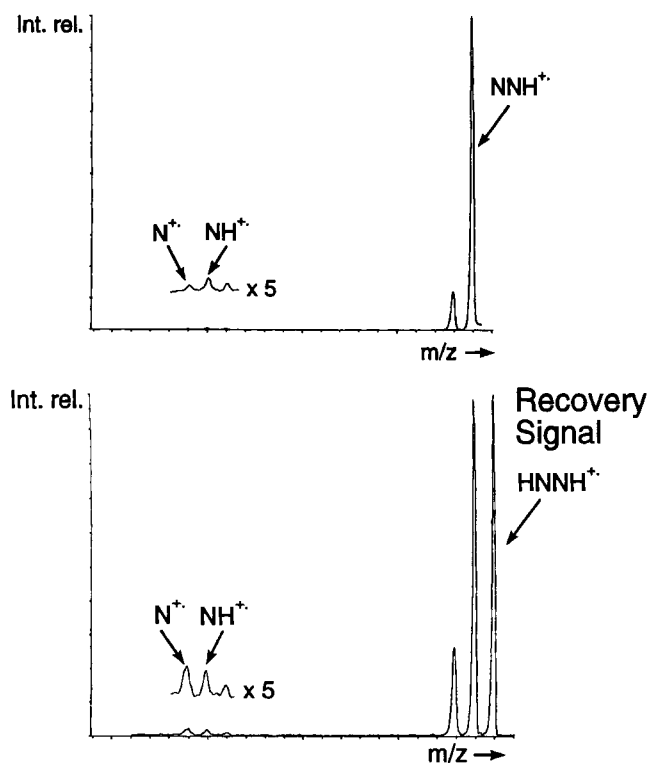 Int. rel.
NNH⁺·
N⁺· NH⁺·
x 5
m/z →
Int. rel.
Recovery
Signal
HNNH⁺·
N⁺· NH⁺·
x 5
m/z →